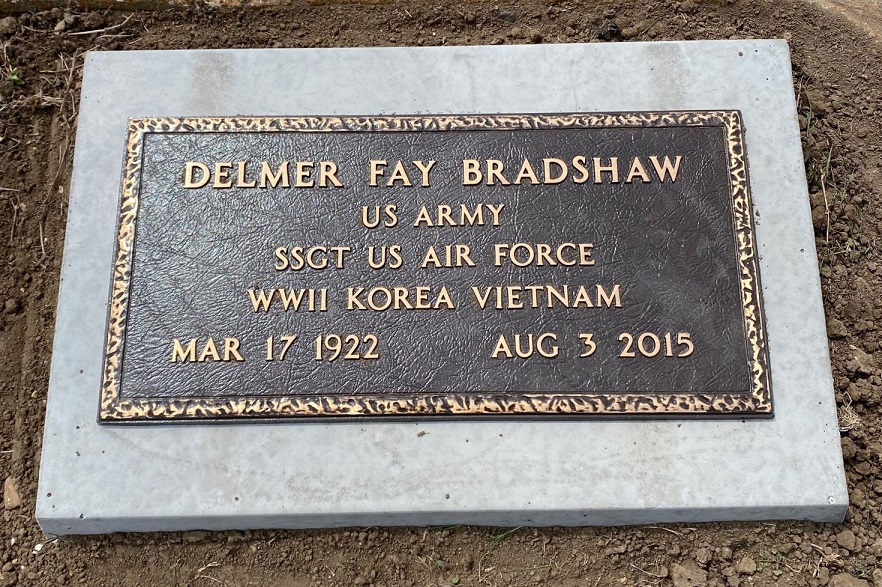 DELMER FAY BRADSHAW
US ARMY
SSGT US AIR FORCE
WWII KOREA VIETNAM
MAR 17 1922 AUG 3 2015